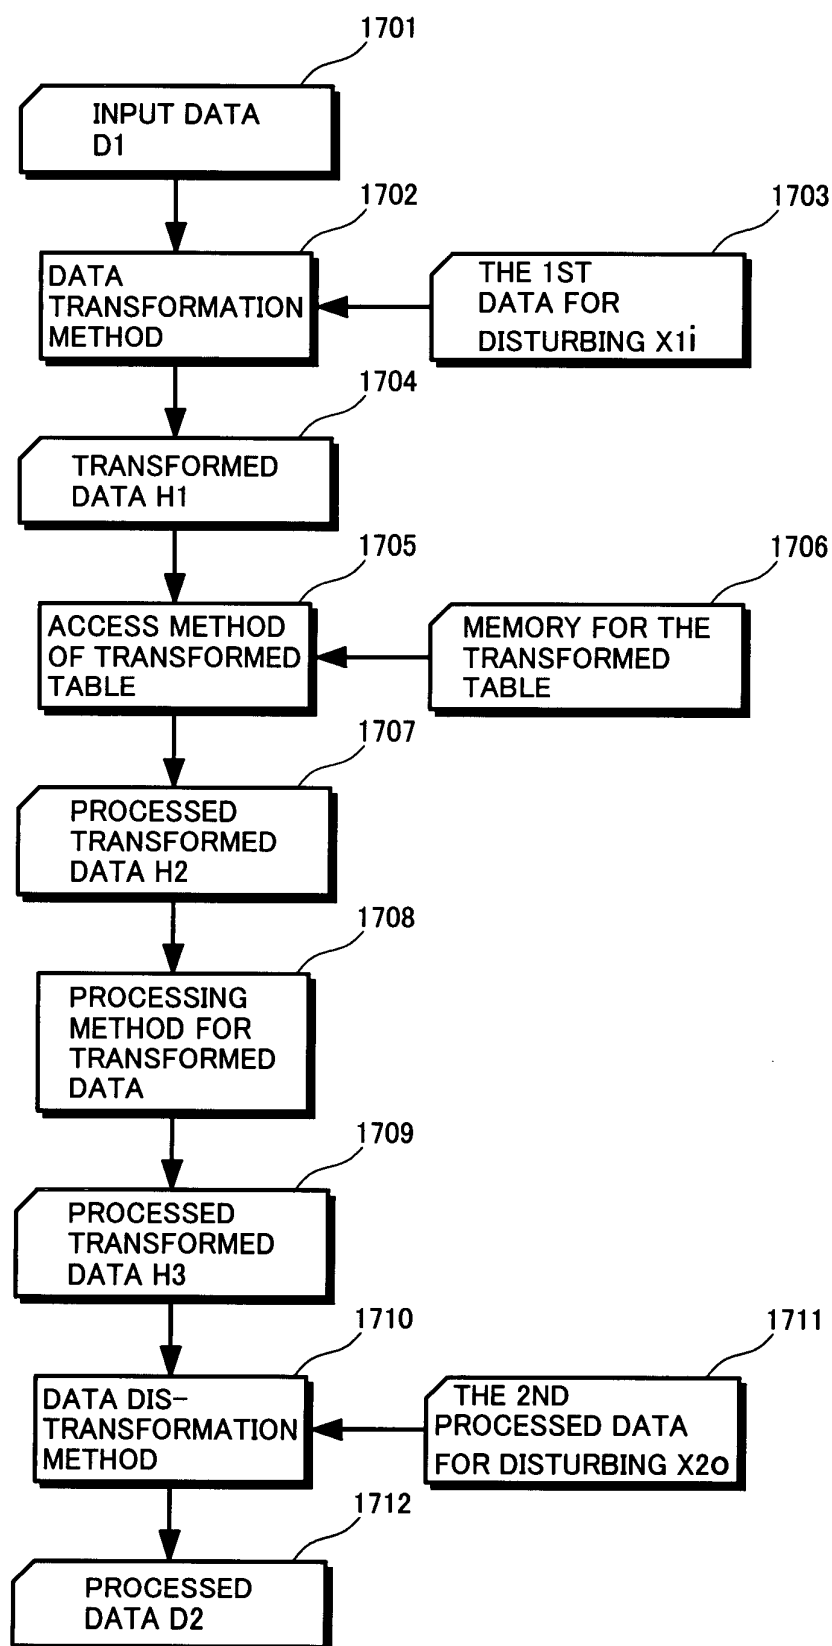 1701
INPUT DATA
D1
1702
1703
DATA
TRANSFORMATION
METHOD
THE 1ST
DATA FOR
DISTURBING X1i
1704
TRANSFORMED
DATA H1
1705
1706
ACCESS METHOD
OF TRANSFORMED
TABLE
MEMORY FOR THE
TRANSFORMED
TABLE
1707
PROCESSED
TRANSFORMED
DATA H2
1708
PROCESSING
METHOD FOR
TRANSFORMED
DATA
1709
PROCESSED
TRANSFORMED
DATA H3
1710
1711
DATA DIS-
TRANSFORMATION
METHOD
THE 2ND
PROCESSED DATA
FOR DISTURBING X2o
1712
PROCESSED
DATA D2